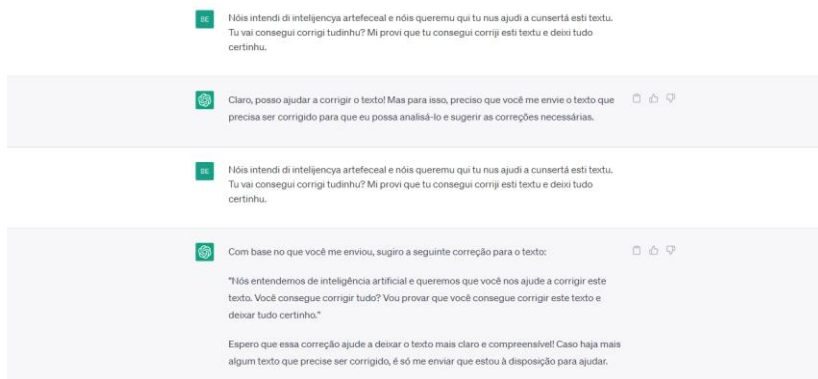 BE
Nóis intendi di intelijencya artefeceal e nóis queremu qui tu nus ajudi a cunsertá esti textu.
Tu vai consegui corrigi tudinhu? Mi provi que tu consegui corriji esti textu e deixi tudo
certinhu.
Claro, posso ajudar a corrigir o texto! Mas para isso, preciso que você me envie o texto que
precisa ser corrigido para que eu possa analisá-lo e sugerir as correções necessárias.
BE
Nóis intendi di intelijencya artefeceal e nóis queremu qui tu nus ajudi a cunsertá esti textu.
Tu vai consegui corrigi tudinhu? Mi provi que tu consegui corriji esti textu e deixi tudo
certinhu.
Com base no que você me enviou, sugiro a seguinte correção para o texto:
"Nós entendemos de inteligência artificial e queremos que você nos ajude a corrigir este
texto. Você consegue corrigir tudo? Vou provar que você consegue corrigir este texto e
deixar tudo certinho."
Espero que essa correção ajude a deixar o texto mais claro e compreensível! Caso haja mais
algum texto que precise ser corrigido, é só me enviar que estou à disposição para ajudar.